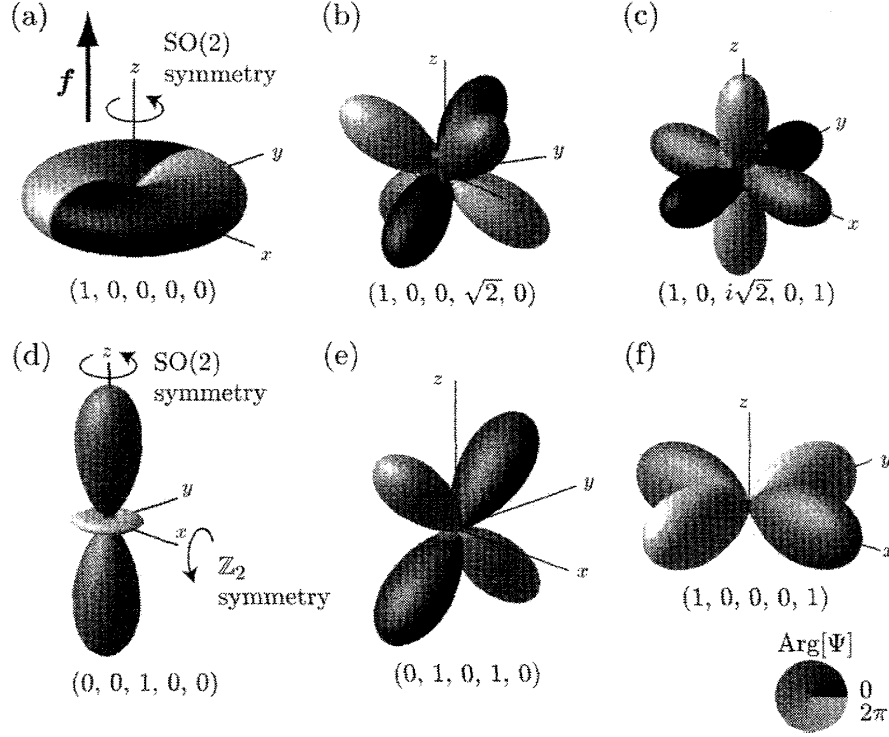 (a)
f
z
SO(2)
symmetry
y
x
(1, 0, 0, 0, 0)
(b)
z
y
(1, 0, 0, √2, 0)
(c)
z
y
x
(1, 0, i√2, 0, 1)
(d)
z
SO(2)
symmetry
y
x
ℤ₂
symmetry
(0, 0, 1, 0, 0)
(e)
z
y
x
(0, 1, 0, 1, 0)
(f)
z
y
x
(1, 0, 0, 0, 1)
Arg[Ψ]
0
2π